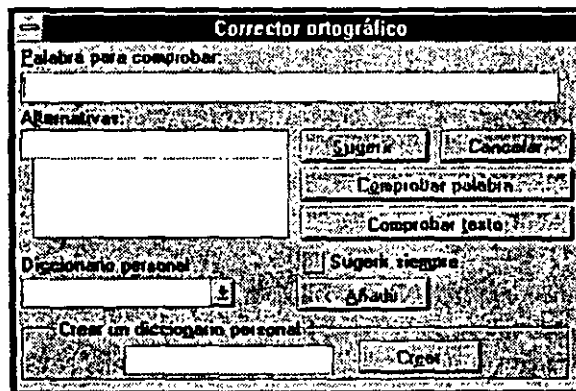 Corrector ortográfico
Palabra para comprobar:
Alternativas:
Sugerir Cancelar
Comprobar palabra
Comprobar texto
Diccionario personal
Sugerir siempre
Añadir
Crear un diccionario personal
Crear